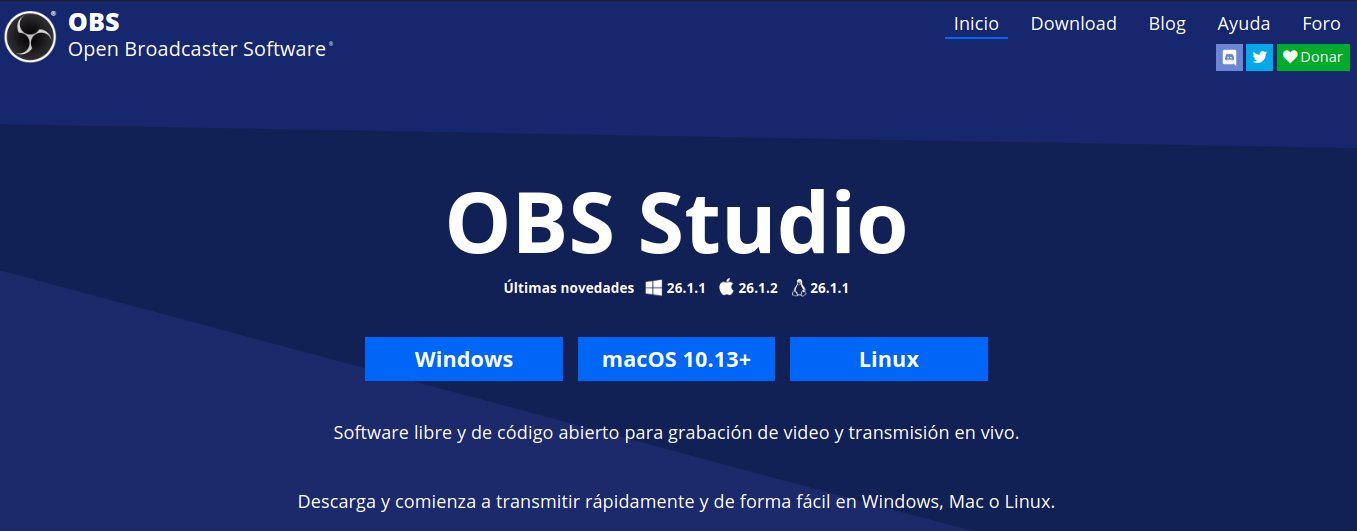 OBS
Open Broadcaster Software®
Inicio Download Blog Ayuda Foro
Donar
OBS Studio
Últimas novedades 26.1.1 26.1.2 26.1.1
Windows macOS 10.13+ Linux
Software libre y de código abierto para grabación de video y transmisión en vivo.
Descarga y comienza a transmitir rápidamente y de forma fácil en Windows, Mac o Linux.